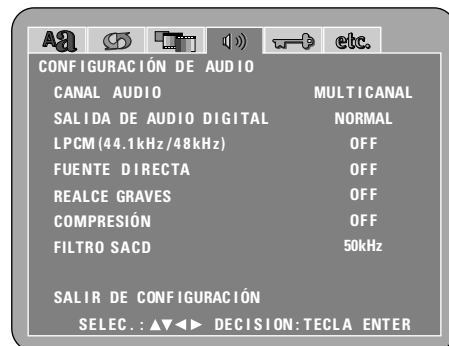 Aa etc.
CONFIGURACIÓN DE AUDIO
CANAL AUDIO MULTICANAL
SALIDA DE AUDIO DIGITAL NORMAL
LPCM (44.1kHz/48kHz) OFF
FUENTE DIRECTA OFF
REALCE GRAVES OFF
COMPRESIÓN OFF
FILTRO SACD 50kHz
SALIR DE CONFIGURACIÓN
SELEC.:▲▼◄► DECISION:TECLA ENTER